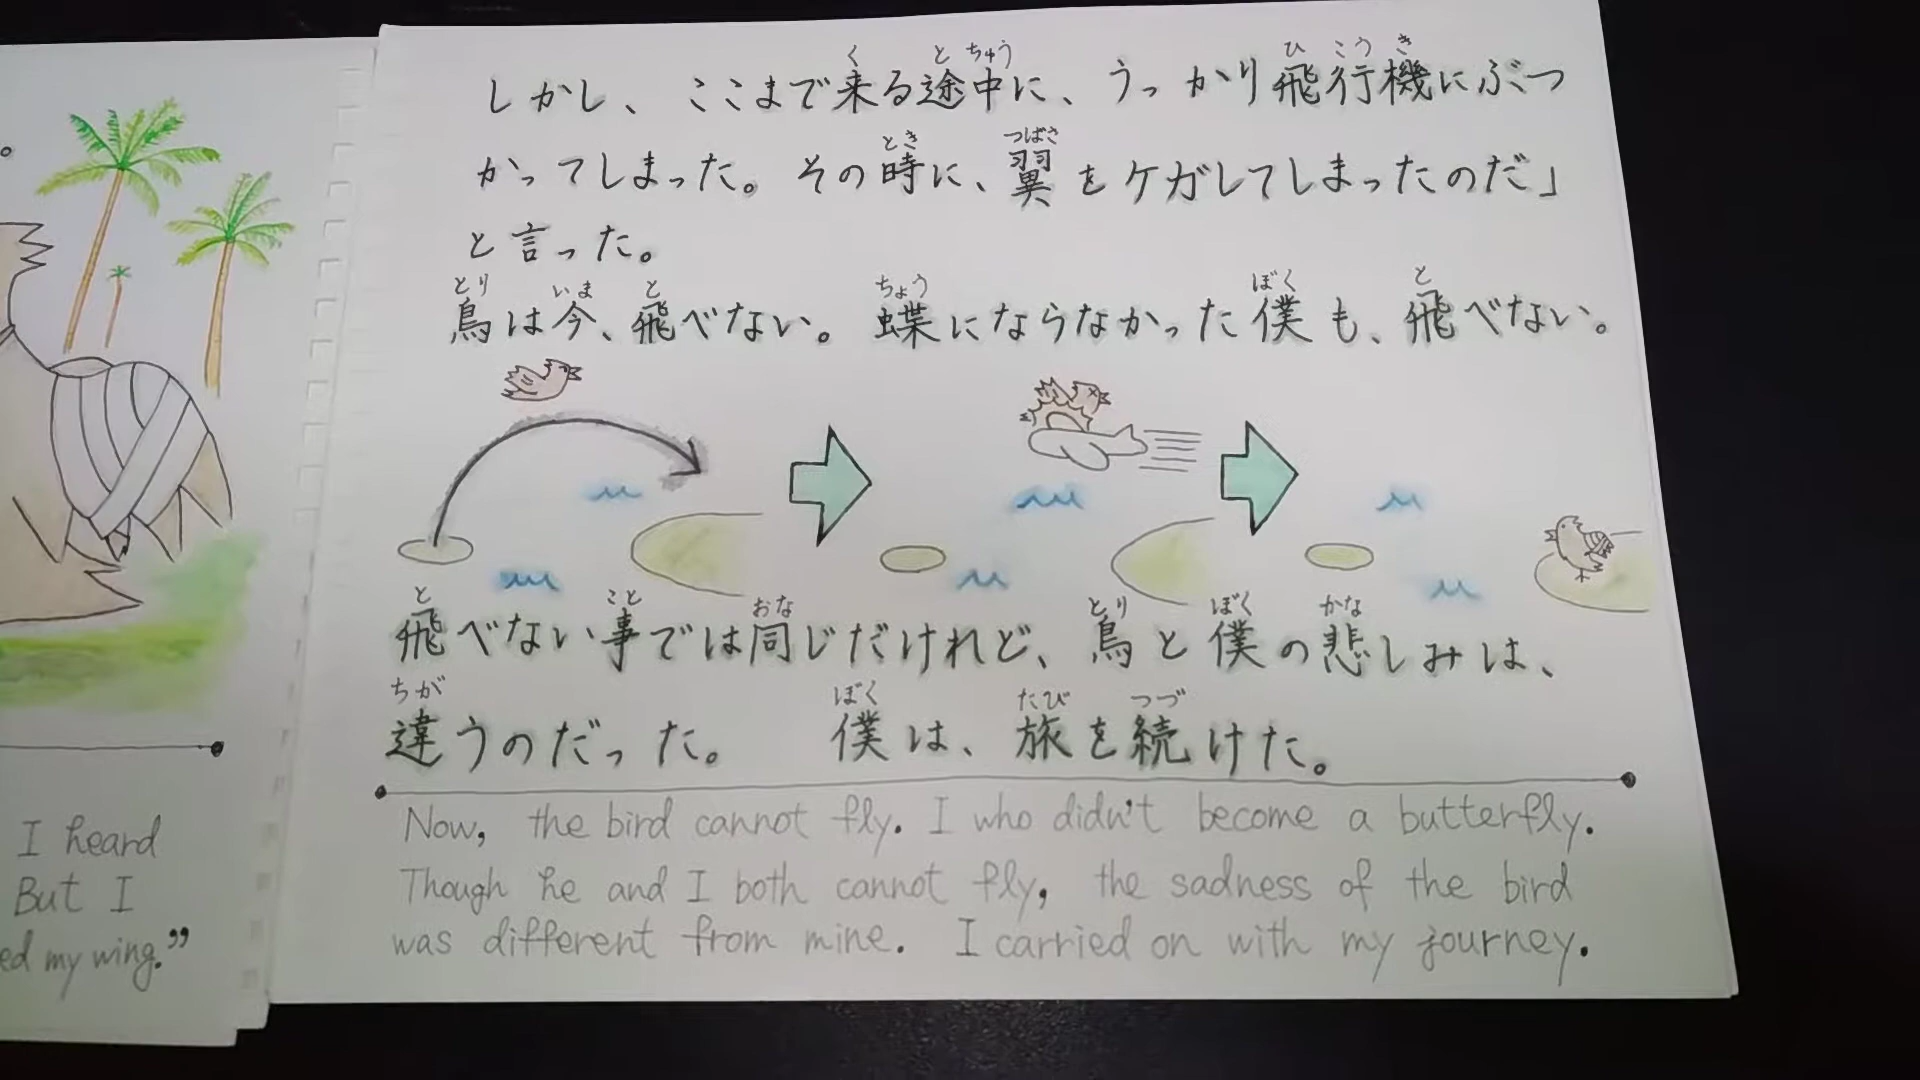 しかし、ここまで来る途中に、うっかり飛行機にぶつ
かってしまった。その時に、翼をケガしてしまったのだ」
と言った。
鳥は今、飛べない。蝶にならなかった僕も、飛べない。
飛べない事では同じだけれど、鳥と僕の悲しみは、
違うのだった。 僕は、旅を続けた。
Now, the bird cannot fly. I who didn't become a butterfly.
Though he and I both cannot fly, the sadness of the bird
was different from mine. I carried on with my journey.
I heard
But I
ed my wing.”